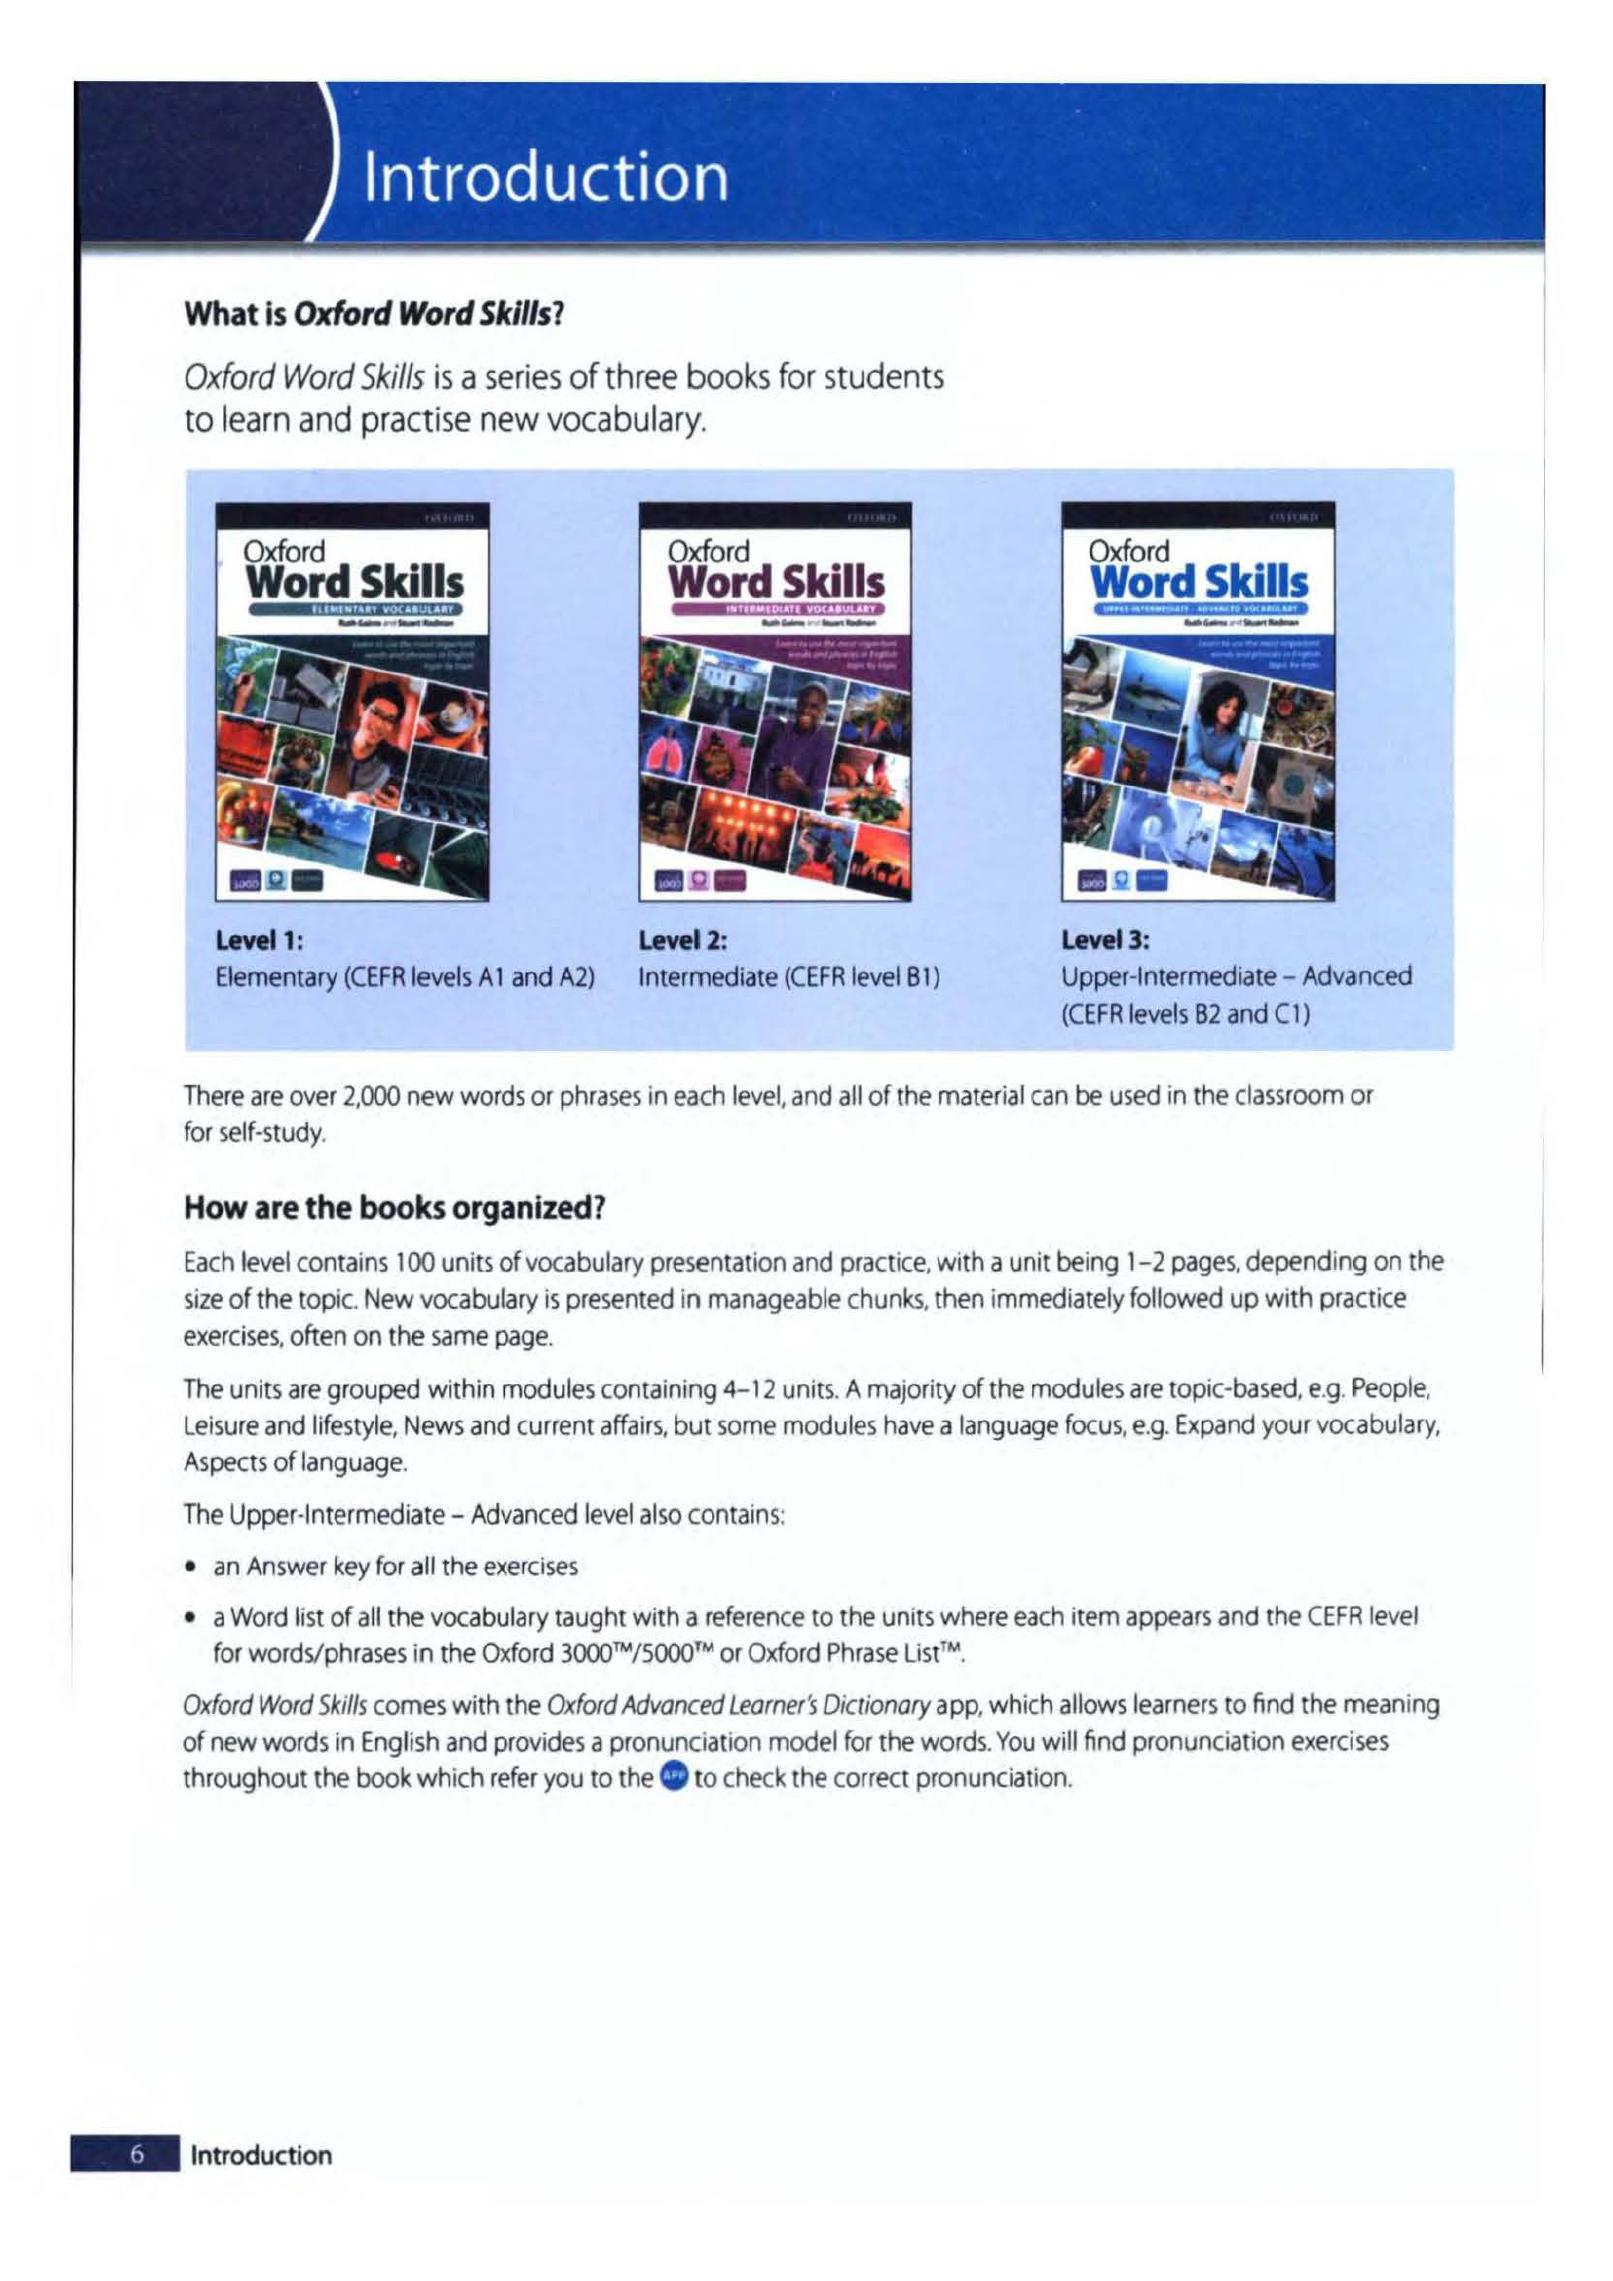 Introduction
What is Oxford Word Skills?
Oxford Word Skills is a series of three books for students
to learn and practise new vocabulary.
OXFORD
Oxford
Word Skills
ELEMENTARY VOCABULARY
Ruth Gairns and Stuart Redman
OXFORD
Oxford
Word Skills
INTERMEDIATE VOCABULARY
Ruth Gairns and Stuart Redman
OXFORD
Oxford
Word Skills
UPPER-INTERMEDIATE - ADVANCED VOCABULARY
Ruth Gairns and Stuart Redman
Level 1:
Elementary (CEFR levels A1 and A2)
Level 2:
Intermediate (CEFR level B1)
Level 3:
Upper-Intermediate – Advanced
(CEFR levels B2 and C1)
There are over 2,000 new words or phrases in each level, and all of the material can be used in the classroom or
for self-study.
How are the books organized?
Each level contains 100 units of vocabulary presentation and practice, with a unit being 1–2 pages, depending on the
size of the topic. New vocabulary is presented in manageable chunks, then immediately followed up with practice
exercises, often on the same page.
The units are grouped within modules containing 4–12 units. A majority of the modules are topic-based, e.g. People,
Leisure and lifestyle, News and current affairs, but some modules have a language focus, e.g. Expand your vocabulary,
Aspects of language.
The Upper-Intermediate – Advanced level also contains:
• an Answer key for all the exercises
• a Word list of all the vocabulary taught with a reference to the units where each item appears and the CEFR level
for words/phrases in the Oxford 3000™/5000™ or Oxford Phrase List™.
Oxford Word Skills comes with the Oxford Advanced Learner's Dictionary app, which allows learners to find the meaning
of new words in English and provides a pronunciation model for the words. You will find pronunciation exercises
throughout the book which refer you to the APP to check the correct pronunciation.
6 Introduction